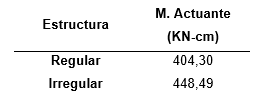 Estructura M. Actuante
(KN-cm)
Regular 404,30
Irregular 448,49